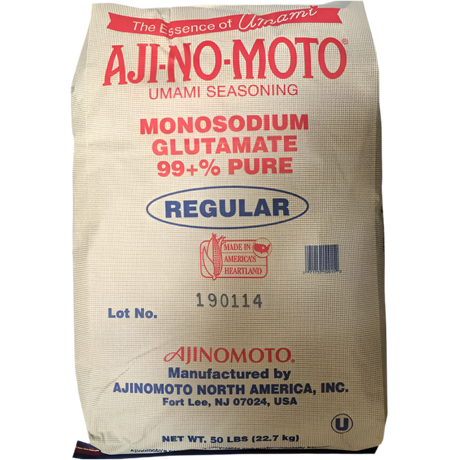 The Essence of Umami
AJI-NO-MOTO®
UMAMI SEASONING
MONOSODIUM
GLUTAMATE
99+% PURE
REGULAR
MADE IN
AMERICA'S
HEARTLAND
190114
Lot No.
AJINOMOTO®
Manufactured by
AJINOMOTO NORTH AMERICA, INC.
Fort Lee, NJ 07024, USA
U
NET WT. 50 LBS (22.7 kg)